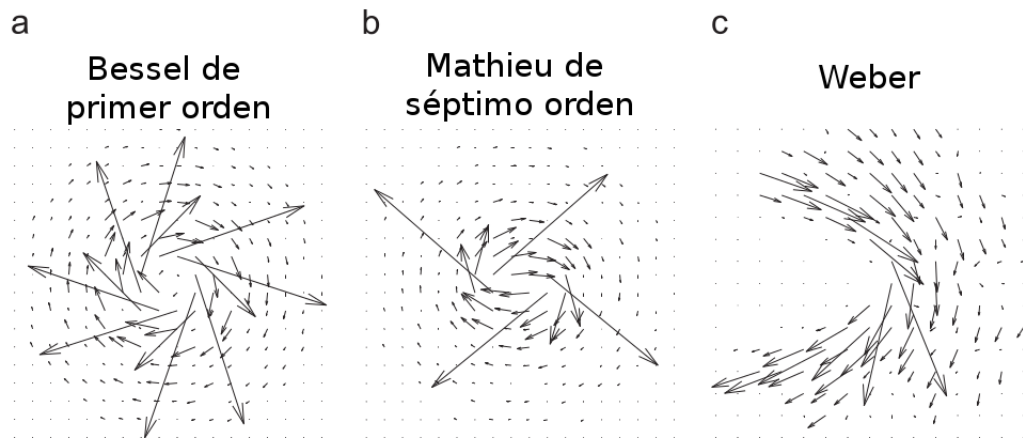 a
Bessel de
primer orden
b
Mathieu de
séptimo orden
c
Weber